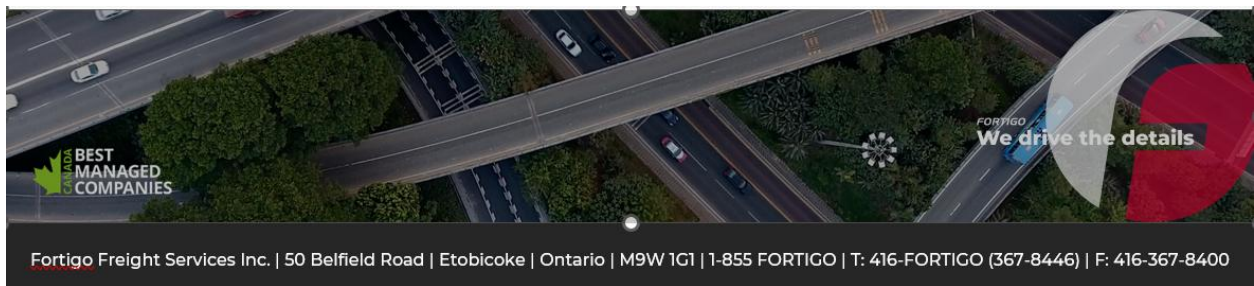 FORTIGO
We drive the details
CANADA
BEST
MANAGED
COMPANIES
Fortigo Freight Services Inc. | 50 Belfield Road | Etobicoke | Ontario | M9W 1G1 | 1-855 FORTIGO | T: 416-FORTIGO (367-8446) | F: 416-367-8400